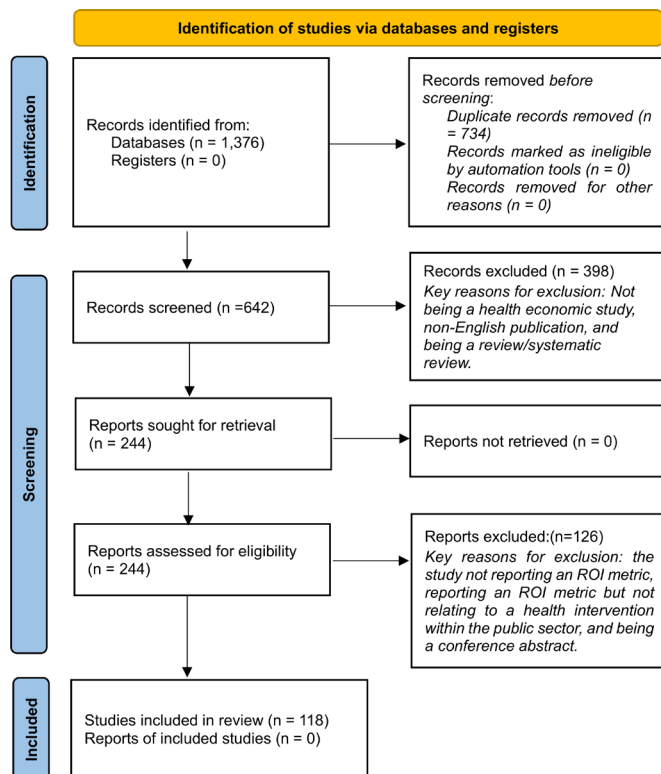 Identification of studies via databases and registers
Identification
Records identified from:
Databases (n = 1,376)
Registers (n = 0)
Records removed before
screening:
Duplicate records removed (n
= 734)
Records marked as ineligible
by automation tools (n = 0)
Records removed for other
reasons (n = 0)
Screening
Records screened (n =642)
Records excluded (n = 398)
Key reasons for exclusion: Not
being a health economic study,
non-English publication, and
being a review/systematic
review.
Reports sought for retrieval
(n = 244)
Reports not retrieved (n = 0)
Reports assessed for eligibility
(n = 244)
Reports excluded:(n=126)
Key reasons for exclusion: the
study not reporting an ROI metric,
reporting an ROI metric but not
relating to a health intervention
within the public sector, and being
a conference abstract.
Included
Studies included in review (n = 118)
Reports of included studies (n = 0)